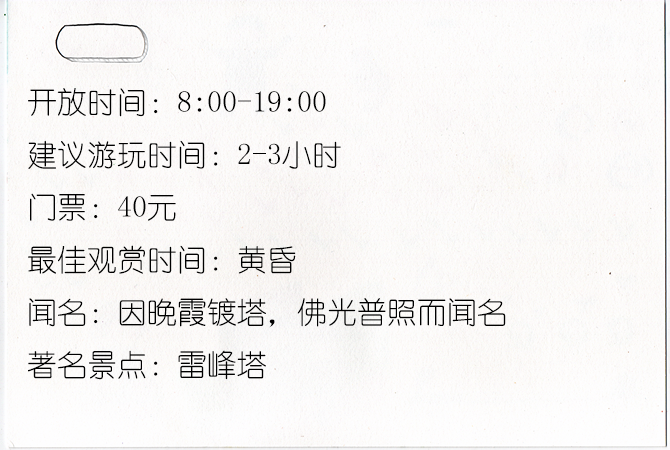 开放时间：8:00-19:00
建议游玩时间：2-3小时
门票：40元
最佳观赏时间：黄昏
闻名：因晚霞镀塔，佛光普照而闻名
著名景点：雷峰塔